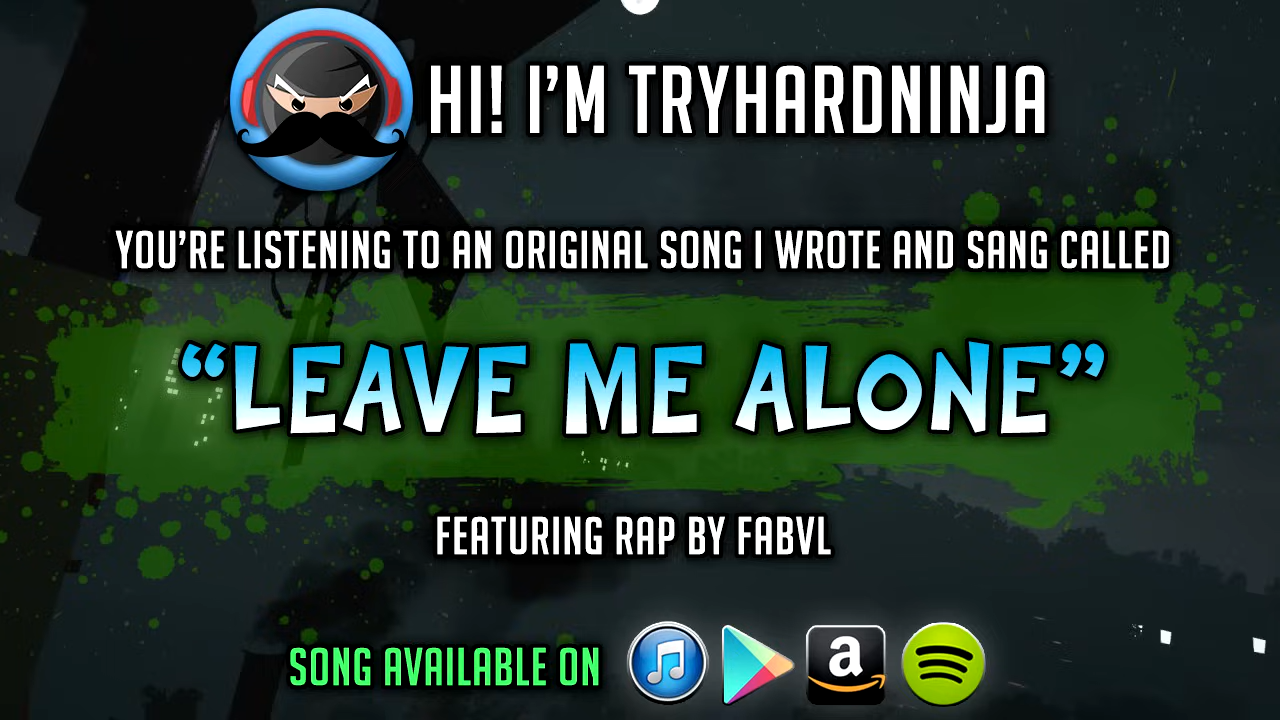 HI! I'M TRYHARDNINJA
YOU'RE LISTENING TO AN ORIGINAL SONG I WROTE AND SANG CALLED
“LEAVE ME ALONE”
FEATURING RAP BY FABVL
SONG AVAILABLE ON a